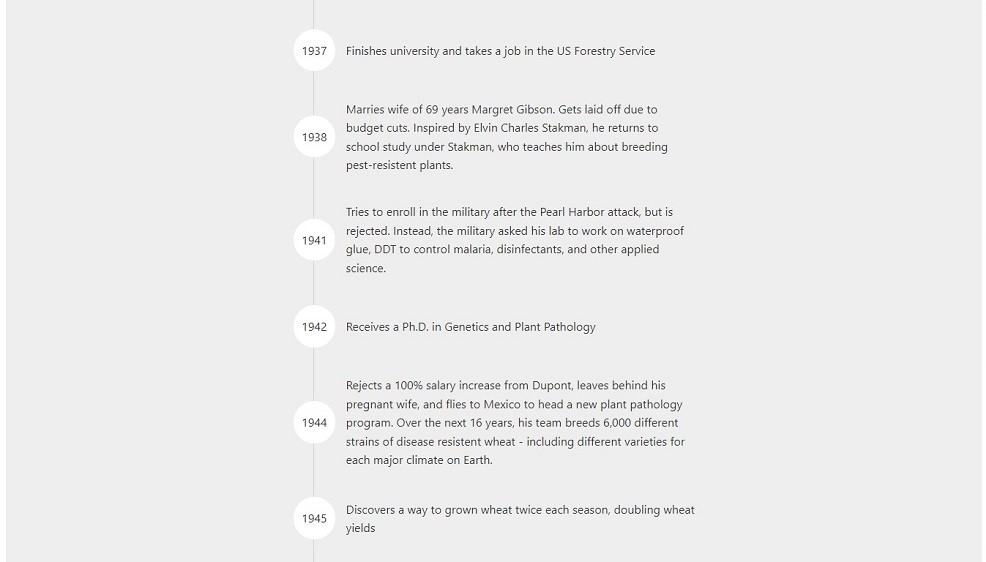 1937
Finishes university and takes a job in the US Forestry Service
1938
Marries wife of 69 years Margret Gibson. Gets laid off due to
budget cuts. Inspired by Elvin Charles Stakman, he returns to
school study under Stakman, who teaches him about breeding
pest-resistent plants.
1941
Tries to enroll in the military after the Pearl Harbor attack, but is
rejected. Instead, the military asked his lab to work on waterproof
glue, DDT to control malaria, disinfectants, and other applied
science.
1942
Receives a Ph.D. in Genetics and Plant Pathology
1944
Rejects a 100% salary increase from Dupont, leaves behind his
pregnant wife, and flies to Mexico to head a new plant pathology
program. Over the next 16 years, his team breeds 6,000 different
strains of disease resistent wheat - including different varieties for
each major climate on Earth.
1945
Discovers a way to grown wheat twice each season, doubling wheat
yields